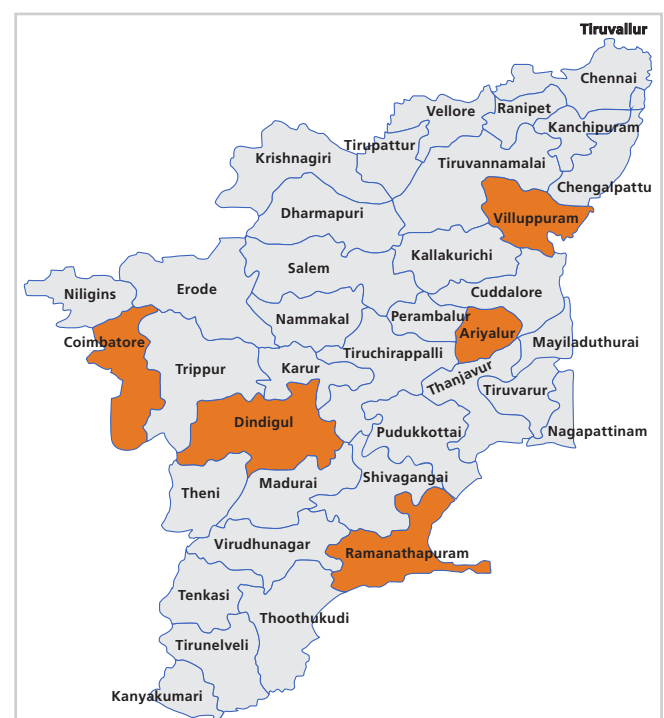 Tiruvallur
Chennai
Vellore
Ranipet
Kanchipuram
Tirupattur
Krishnagiri
Tiruvannamalai
Chengalpattu
Dharmapuri
Villuppuram
Kallakurichi
Salem
Niligins
Erode
Cuddalore
Nammakal
Perambalur
Ariyalur
Coimbatore
Mayiladuthurai
Tiruchirappalli
Trippur
Karur
Thanjavur
Tiruvarur
Dindigul
Pudukkottai
Nagapattinam
Shivagangai
Theni
Madurai
Virudhunagar
Ramanathapuram
Tenkasi
Thoothukudi
Tirunelveli
Kanyakumari